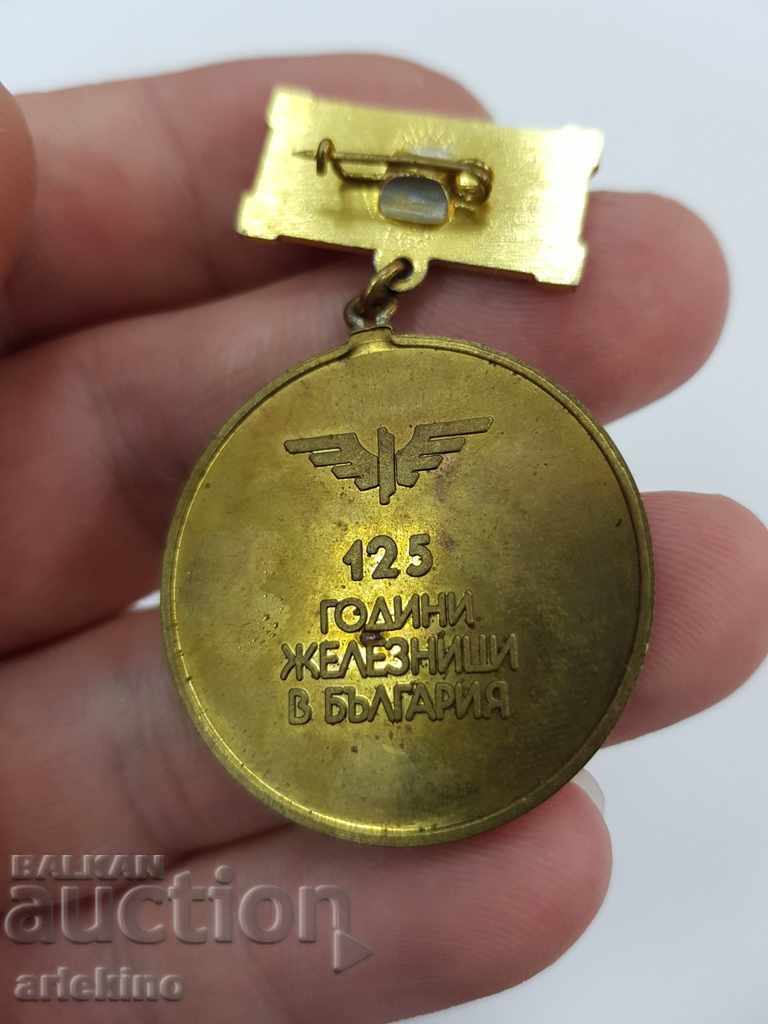 125
ГОДИНИ
ЖЕЛЕЗНИЦИ
В БЪЛГАРИЯ
BALKAN
auction
artekino